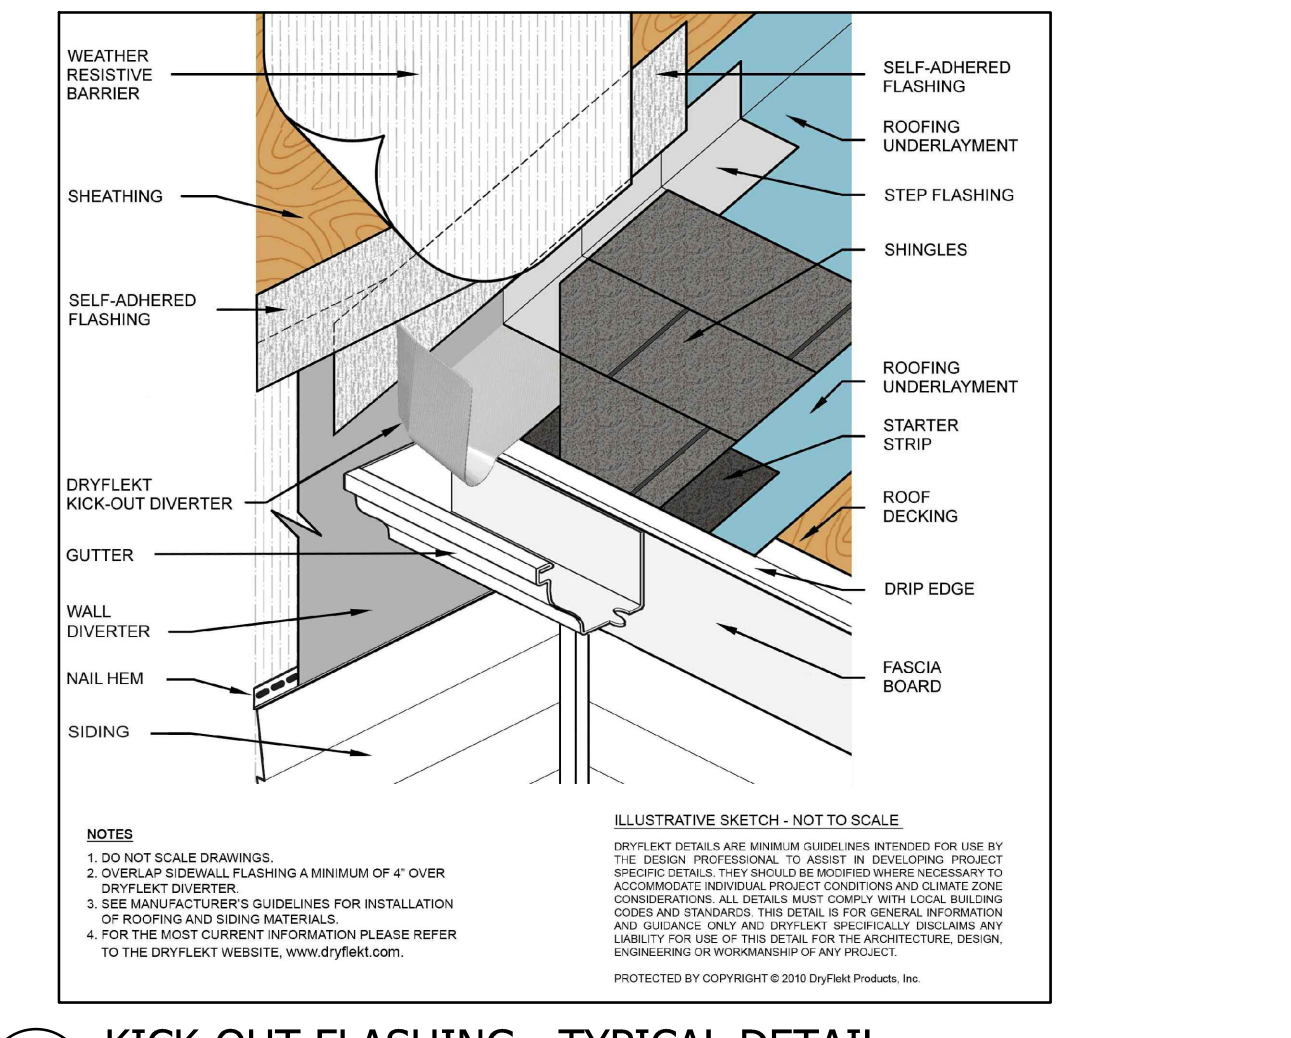 WEATHER
RESISTIVE
BARRIER
SHEATHING
SELF-ADHERED
FLASHING
DRYFLEKT
KICK-OUT DIVERTER
GUTTER
WALL
DIVERTER
NAIL HEM
SIDING
SELF-ADHERED
FLASHING
ROOFING
UNDERLAYMENT
STEP FLASHING
SHINGLES
ROOFING
UNDERLAYMENT
STARTER
STRIP
ROOF
DECKING
DRIP EDGE
FASCIA
BOARD
NOTES
1. DO NOT SCALE DRAWINGS.
2. OVERLAP SIDEWALL FLASHING A MINIMUM OF 4" OVER
DRYFLEKT DIVERTER.
3. SEE MANUFACTURER'S GUIDELINES FOR INSTALLATION
OF ROOFING AND SIDING MATERIALS.
4. FOR THE MOST CURRENT INFORMATION PLEASE REFER
TO THE DRYFLEKT WEBSITE, www.dryflekt.com.
ILLUSTRATIVE SKETCH - NOT TO SCALE
DRYFLEKT DETAILS ARE MINIMUM GUIDELINES INTENDED FOR USE BY
THE DESIGN PROFESSIONAL TO ASSIST IN DEVELOPING PROJECT
SPECIFIC DETAILS. THEY SHOULD BE MODIFIED WHERE NECESSARY TO
ACCOMMODATE INDIVIDUAL PROJECT CONDITIONS AND CLIMATE ZONE
CONSIDERATIONS. ALL DETAILS MUST COMPLY WITH LOCAL BUILDING
CODES AND STANDARDS. THIS DETAIL IS FOR GENERAL INFORMATION
AND GUIDANCE ONLY AND DRYFLEKT SPECIFICALLY DISCLAIMS ANY
LIABILITY FOR USE OF THIS DETAIL FOR THE ARCHITECTURE, DESIGN,
ENGINEERING OR WORKMANSHIP OF ANY PROJECT.
PROTECTED BY COPYRIGHT © 2010 DryFlekt Products, Inc.
KICK-OUT FLASHING - TYPICAL DETAIL